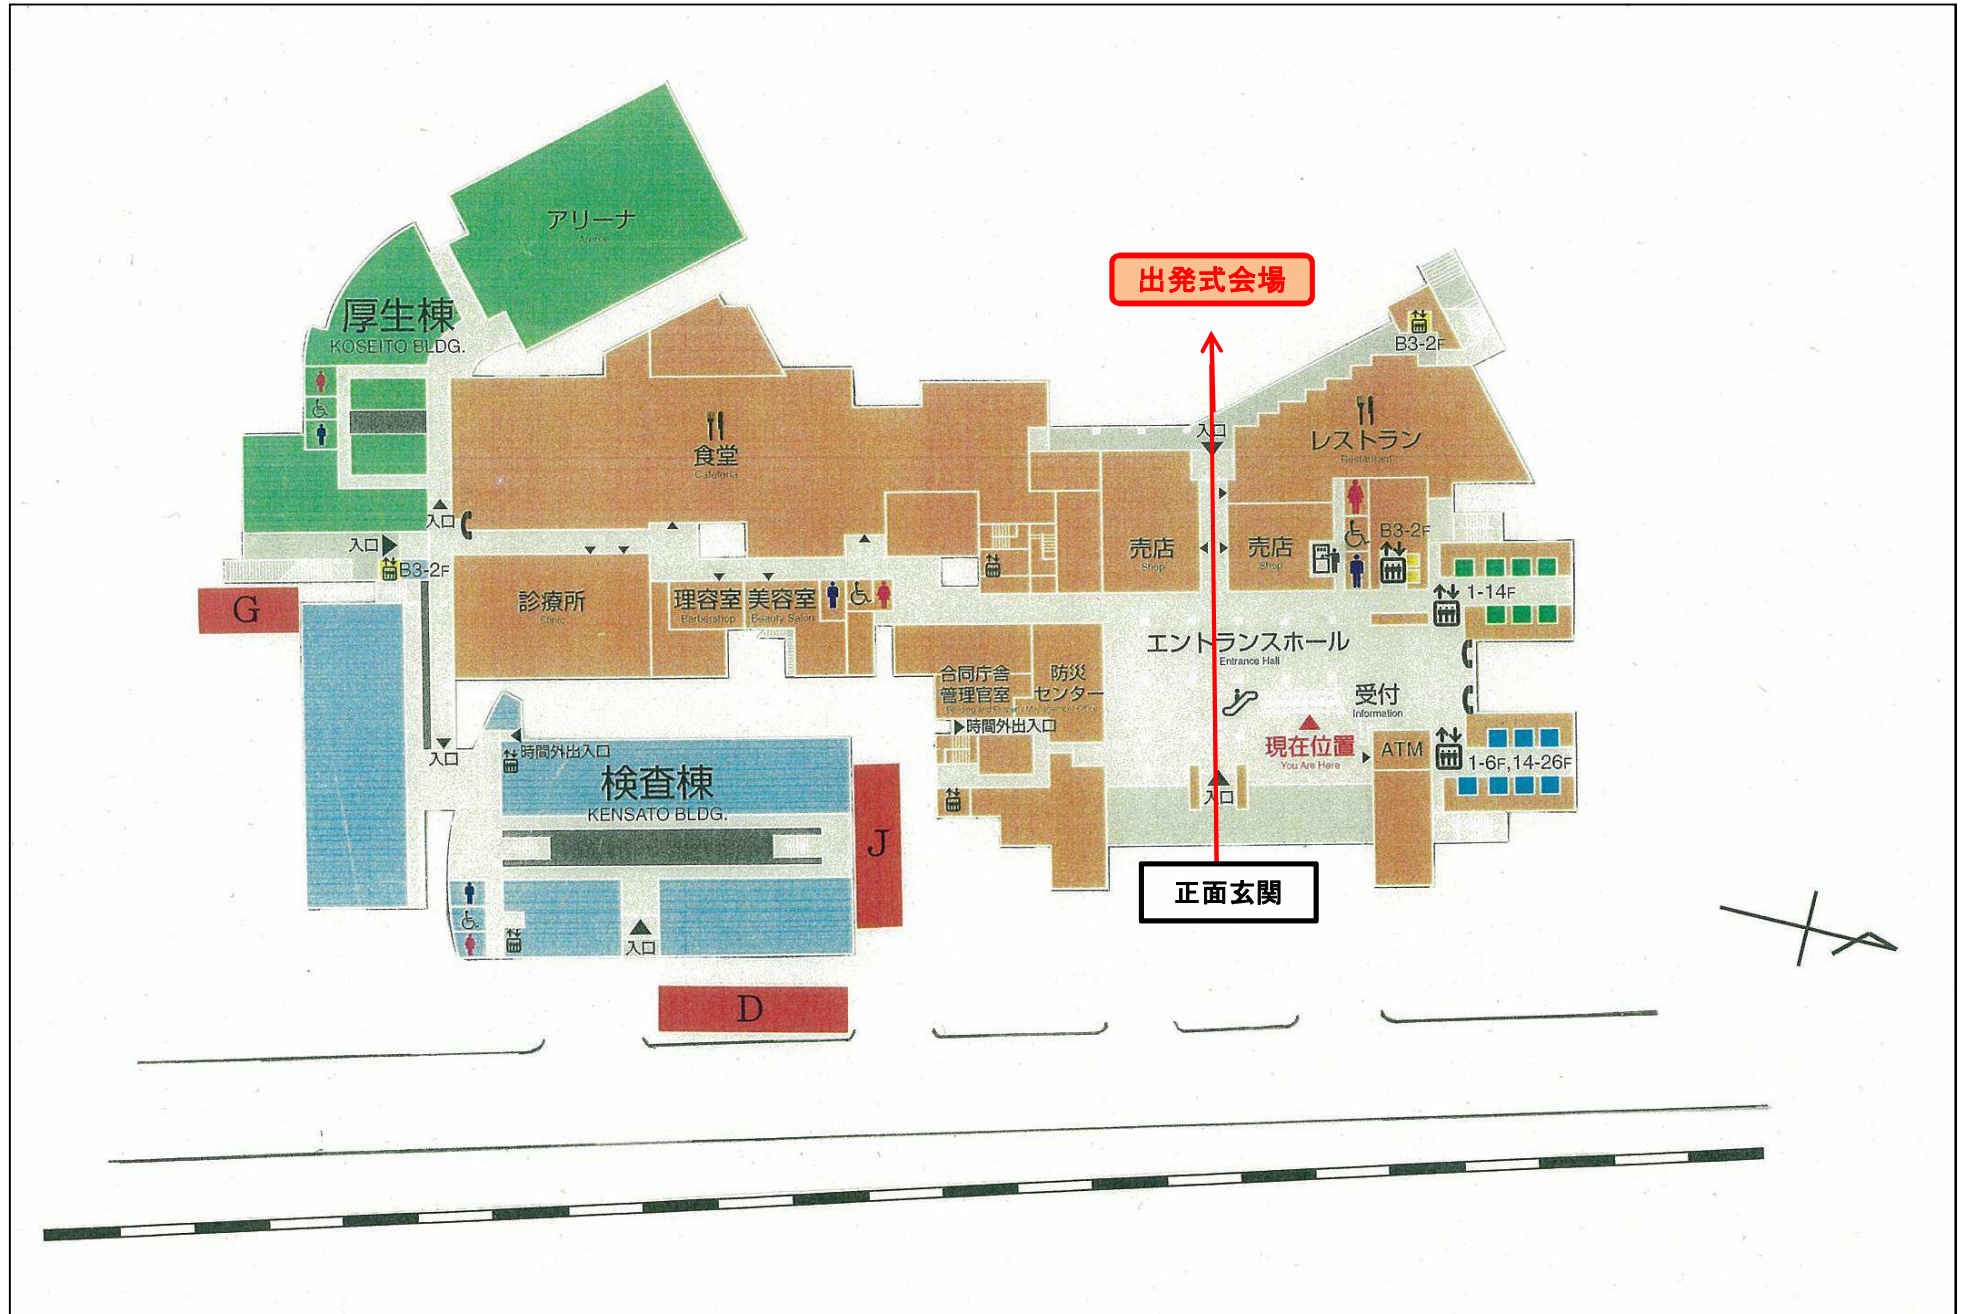 アリーナ
Arena
出発式会場
厚生棟
KOSEITO BLDG.
B3-2F
入口
レストラン
Restaurant
食堂
Cafeteria
入口
入口
B3-2F
売店
Shop
売店
Shop
B3-2F
1-14F
G
診療所
Clinic
理容室
Barbershop
美容室
Beauty Salon
エントランスホール
Entrance Hall
合同庁舎
管理官室
防災
センター
Building and Property Management Office
受付
Information
時間外出入口
現在位置
You Are Here
ATM
1-6F,14-26F
入口
時間外出入口
入口
検査棟
KENSATO BLDG.
J
正面玄関
入口
D